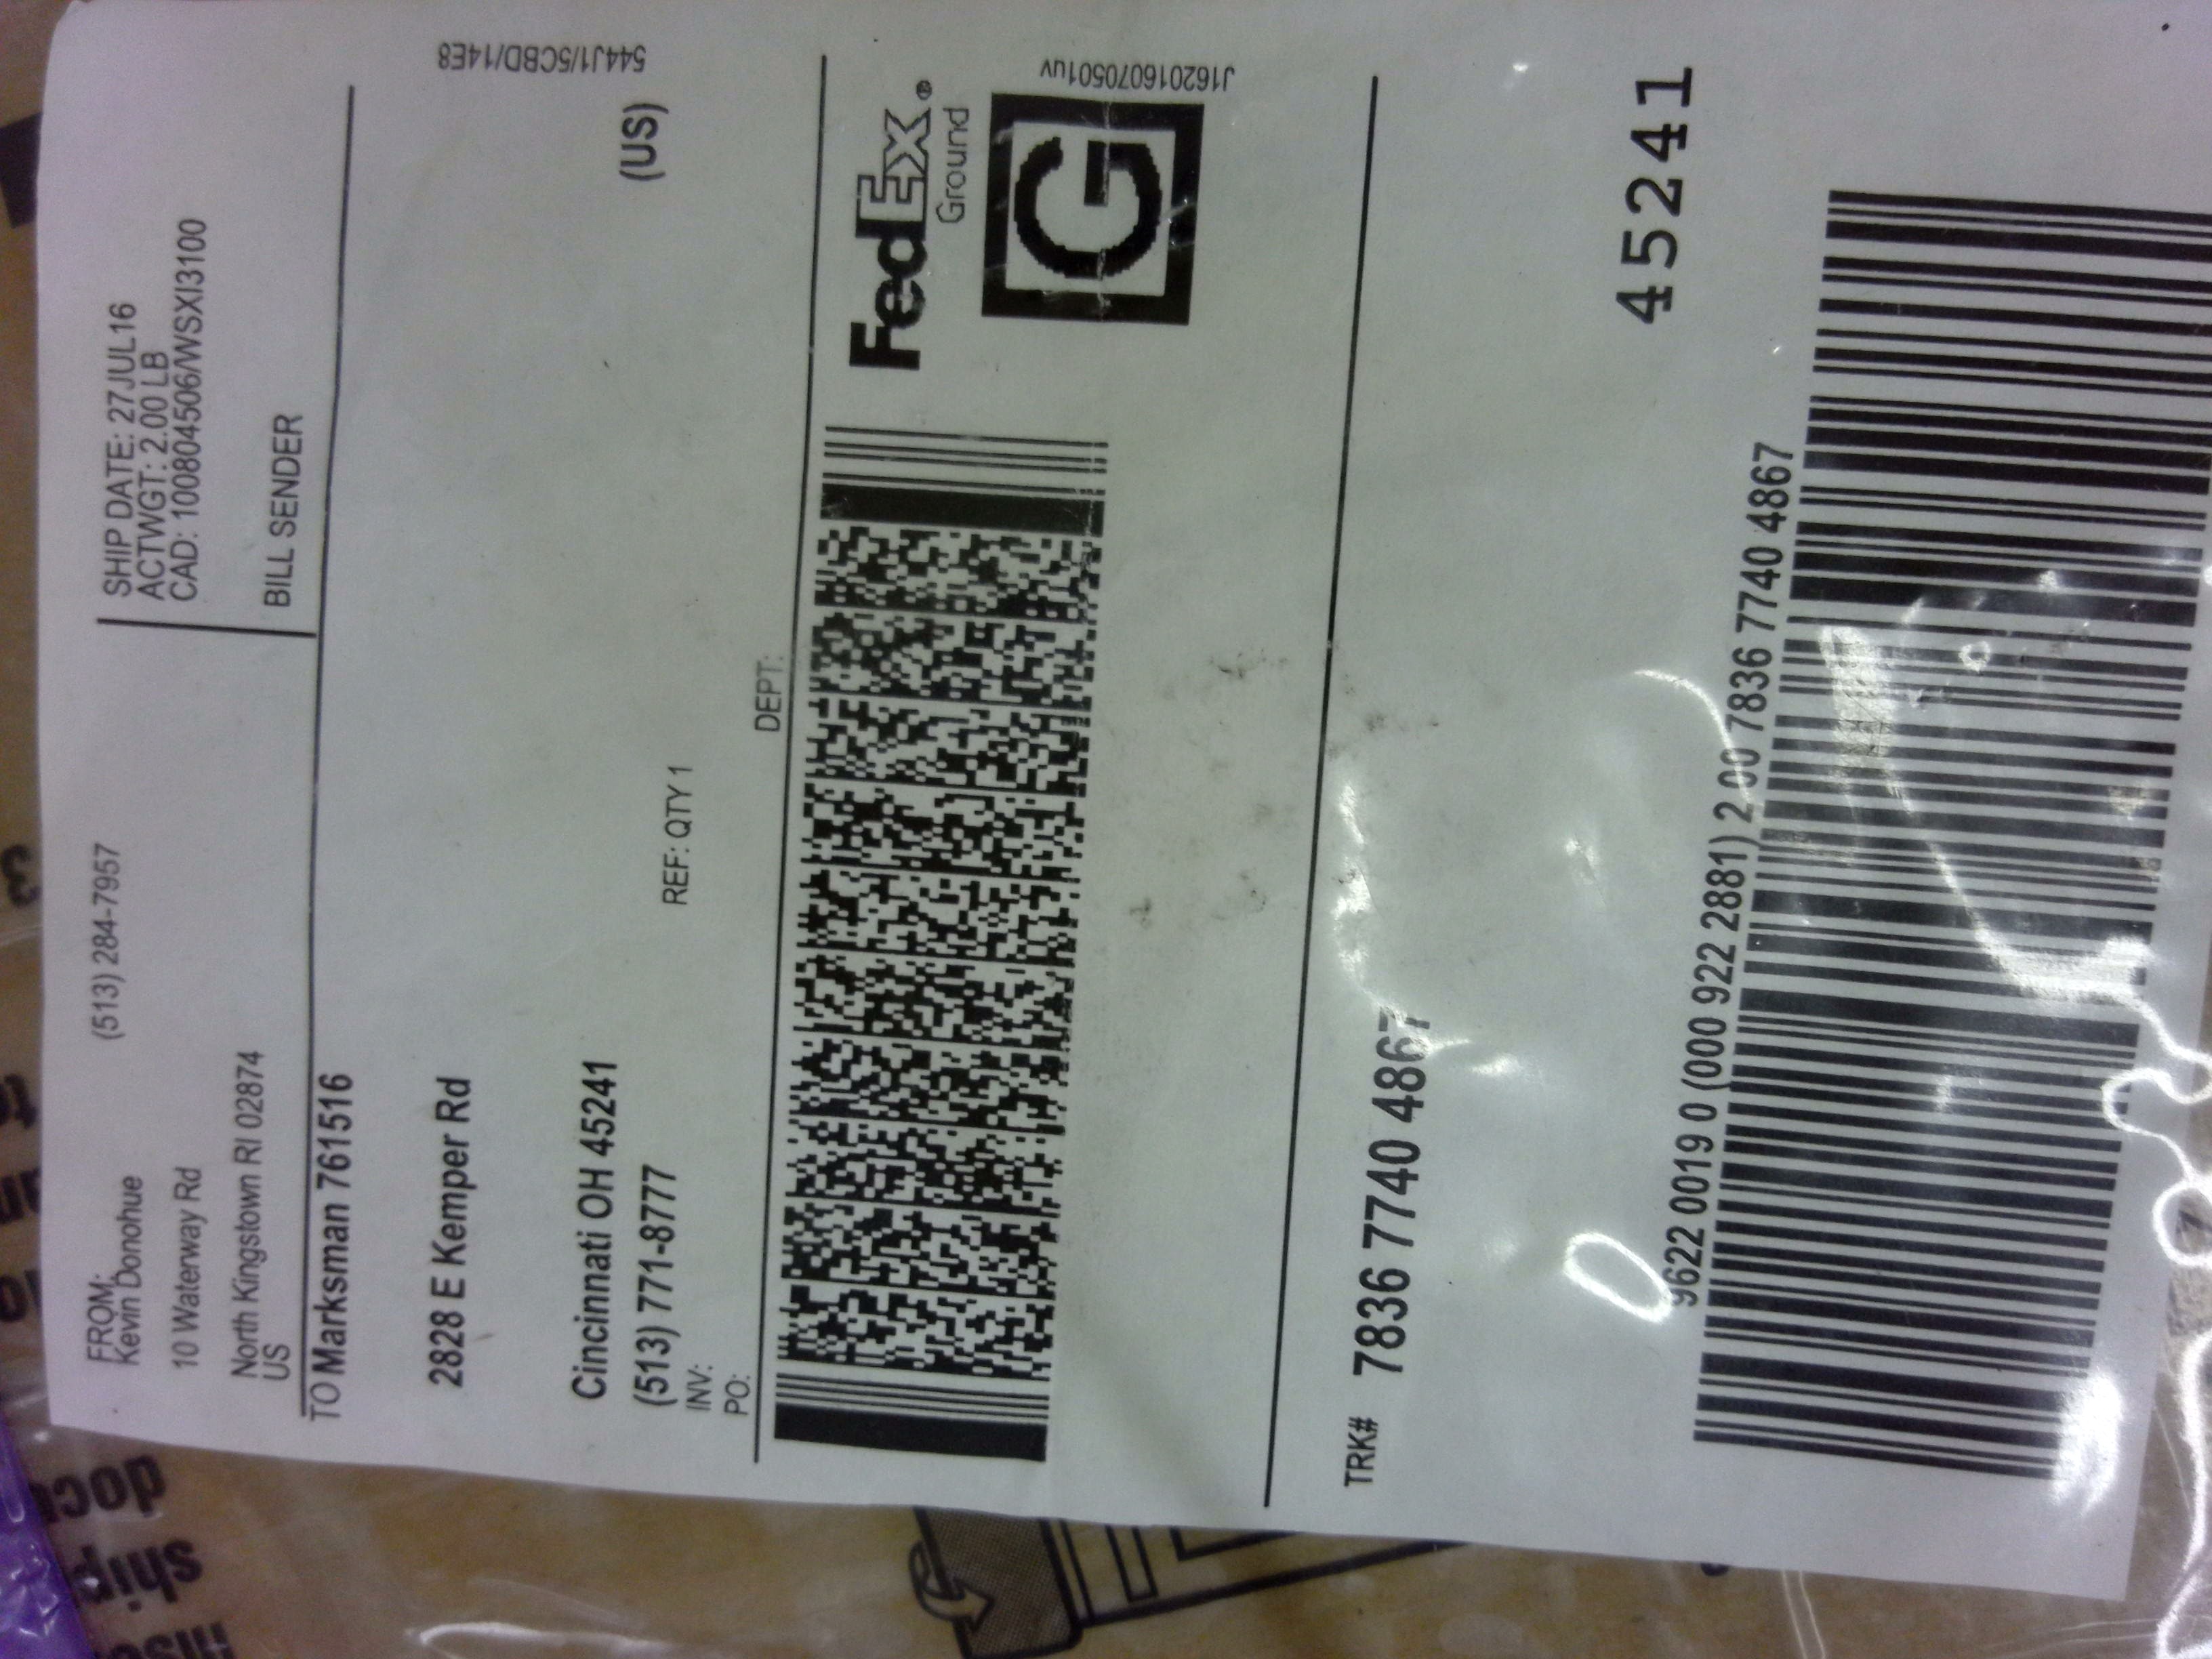 FROM: (513) 284-7957
Kevin Donohue
10 Waterway Rd
North Kingstown RI 02874
US
SHIP DATE: 27JUL16
ACTWGT: 2.00 LB
CAD: 100804506/WSXI3100
BILL SENDER
TO Marksman 761516
2828 E Kemper Rd
Cincinnati OH 45241
(US)
(513) 771-8777
REF: QTY 1
INV:
PO:
DEPT:
544J1/5CBD/14E8
FedEx®
Ground
G
J162016070501uv
TRK# 7836 7740 4867
45241
9622 0019 0 (000 922 2881) 2 00 7836 7740 4867
docu
ship